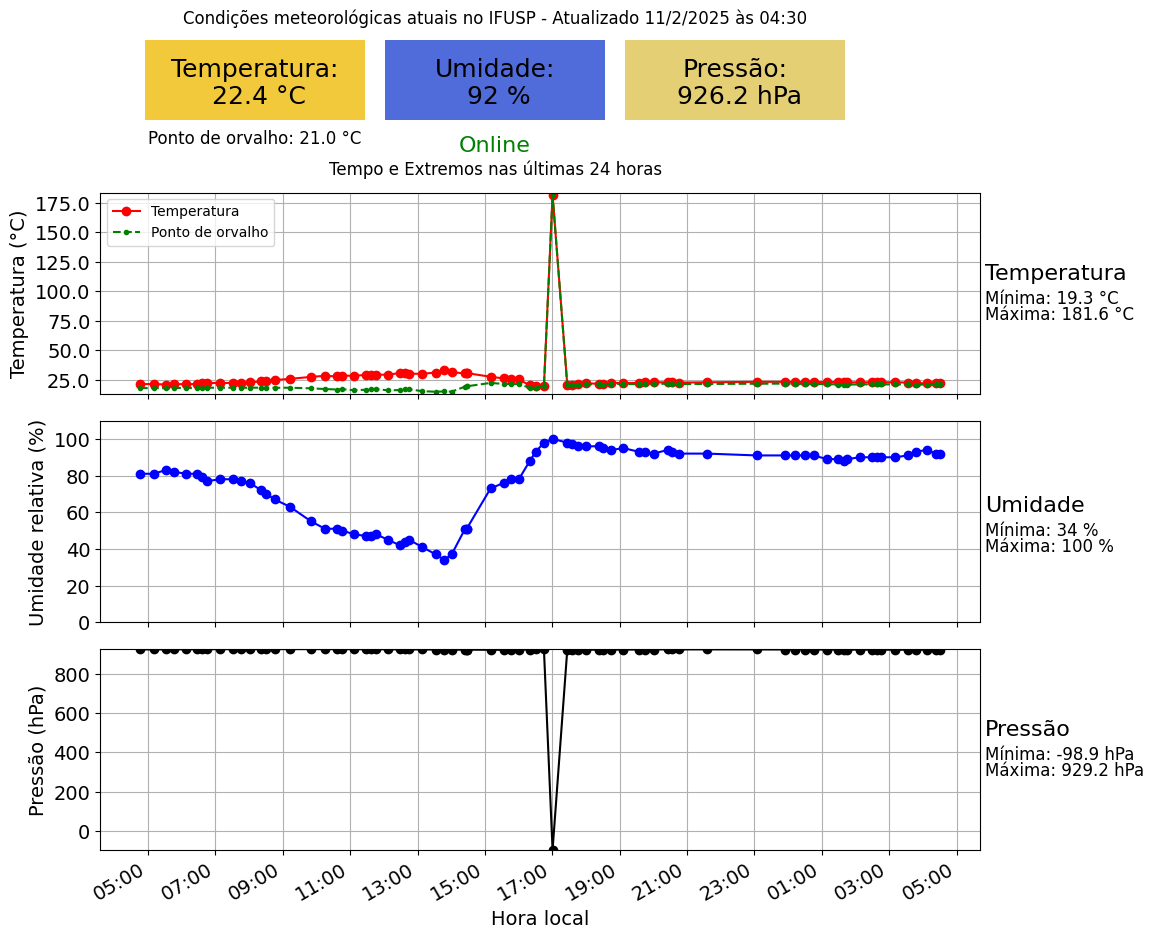 Condições meteorológicas atuais no IFUSP - Atualizado 11/2/2025 às 04:30
Temperatura:
22.4 °C
Umidade:
92 %
Pressão:
926.2 hPa
Ponto de orvalho: 21.0 °C
Online
Tempo e Extremos nas últimas 24 horas
Temperatura (°C)
175.0
150.0
125.0
100.0
75.0
50.0
25.0
Temperatura
Ponto de orvalho
Temperatura
Mínima: 19.3 °C
Máxima: 181.6 °C
Umidade relativa (%)
100
80
60
40
20
0
Umidade
Mínima: 34 %
Máxima: 100 %
Pressão (hPa)
800
600
400
200
0
Pressão
Mínima: -98.9 hPa
Máxima: 929.2 hPa
05:00
07:00
09:00
11:00
13:00
15:00
17:00
19:00
21:00
23:00
01:00
03:00
05:00
Hora local